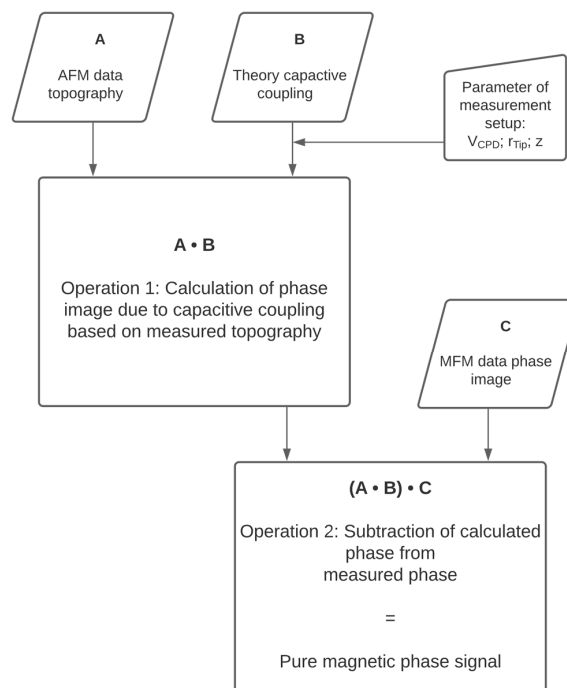 A
AFM data
topography
B
Theory capactive
coupling
Parameter of
measurement
setup:
V_CPD; r_Tip; z
A • B
Operation 1: Calculation of phase
image due to capacitive coupling
based on measured topography
C
MFM data phase
image
(A • B) • C
Operation 2: Subtraction of calculated
phase from
measured phase
=
Pure magnetic phase signal